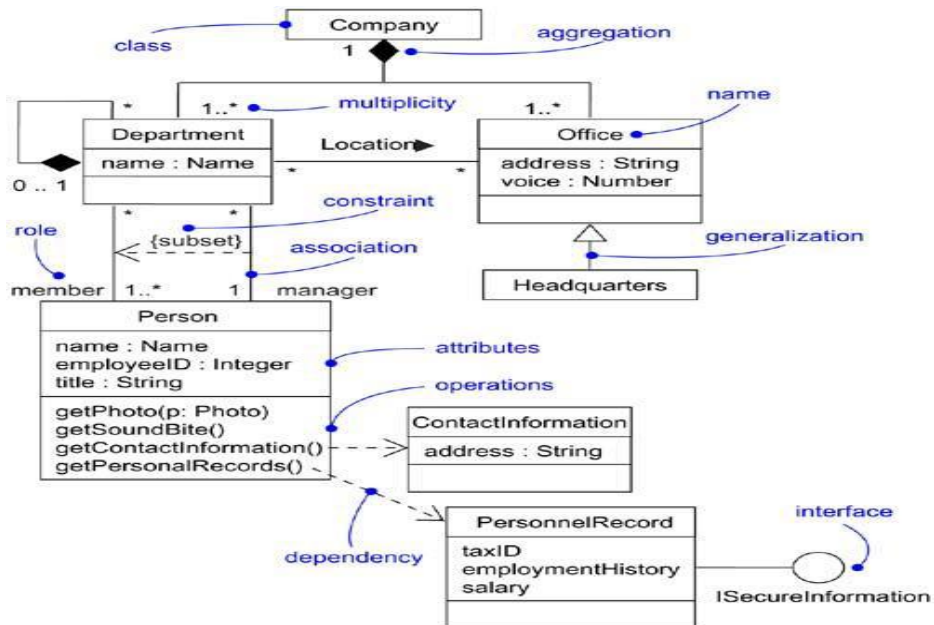 Company
class
1
aggregation
*
1..*
multiplicity
1..*
name
Department
Location
Office
name : Name
address : String
voice : Number
*
*
0 .. 1
*
*
constraint
role
{subset}
association
generalization
member
1..*
1
manager
Headquarters
Person
name : Name
employeeID : Integer
title : String
attributes
operations
getPhoto(p: Photo)
getSoundBite()
getContactInformation()
getPersonalRecords()
ContactInformation
address : String
dependency
PersonnelRecord
interface
taxID
employmentHistory
salary
ISecureInformation